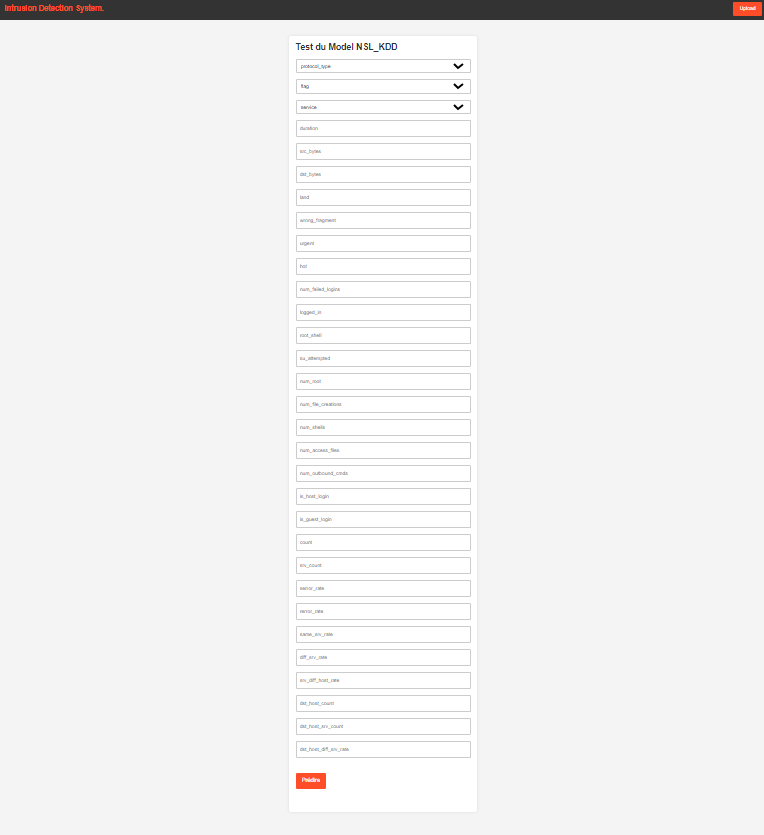 Intrusion Detection System.
Upload
Test du Model NSL_KDD
protocol_type
flag
service
duration
src_bytes
dst_bytes
land
wrong_fragment
urgent
hot
num_failed_logins
logged_in
root_shell
su_attempted
num_root
num_file_creations
num_shells
num_access_files
num_outbound_cmds
is_host_login
is_guest_login
count
srv_count
serror_rate
rerror_rate
same_srv_rate
diff_srv_rate
srv_diff_host_rate
dst_host_count
dst_host_srv_count
dst_host_diff_srv_rate
Prédire